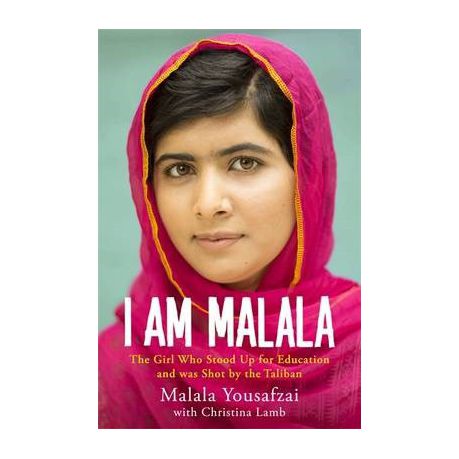 I AM MALALA
The Girl Who Stood Up for Education
and was Shot by the Taliban
Malala Yousafzai
with Christina Lamb